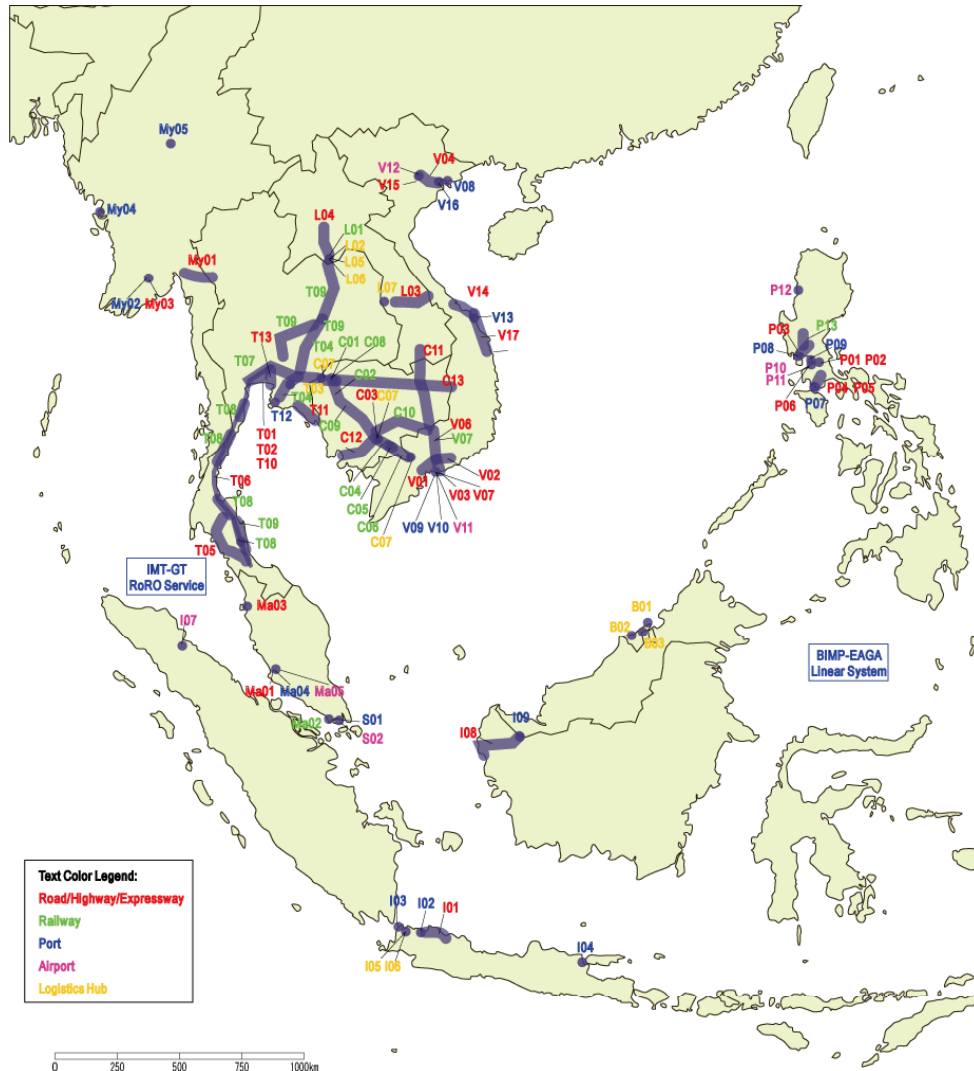 My05
V04
V12
V15
V08
V16
My04
L04
L01
L02
L05
L06
My01
My02 My03
L07 L03
T09
V14
V13
V17
P12
T09
T09
T13
T04
C01 C08
C11
P03
P13
P08
P09
P10
P11
P01 P02
T07
C07
C02
T03
C13
P04 P05
P06
P07
T04
T11
C03 C07
T08
T12
C09
C10
V06
T08
T01
T02
T10
C12
V07
T06
C04
V01
V02
C05
V03 V07
T08
C06
V09 V10 V11
T09
C07
T05
T08
IMT-GT
RoRO Service
Ma03
I07
B01
B02
B03
BIMP-EAGA
Linear System
Ma01 Ma04 Ma05
Ma02
S01
S02
I09
I08
Text Color Legend:
Road/Highway/Expressway
Railway
Port
Airport
Logistics Hub
I03
I02
I01
I05 I06
I04
0 250 500 750 1000km